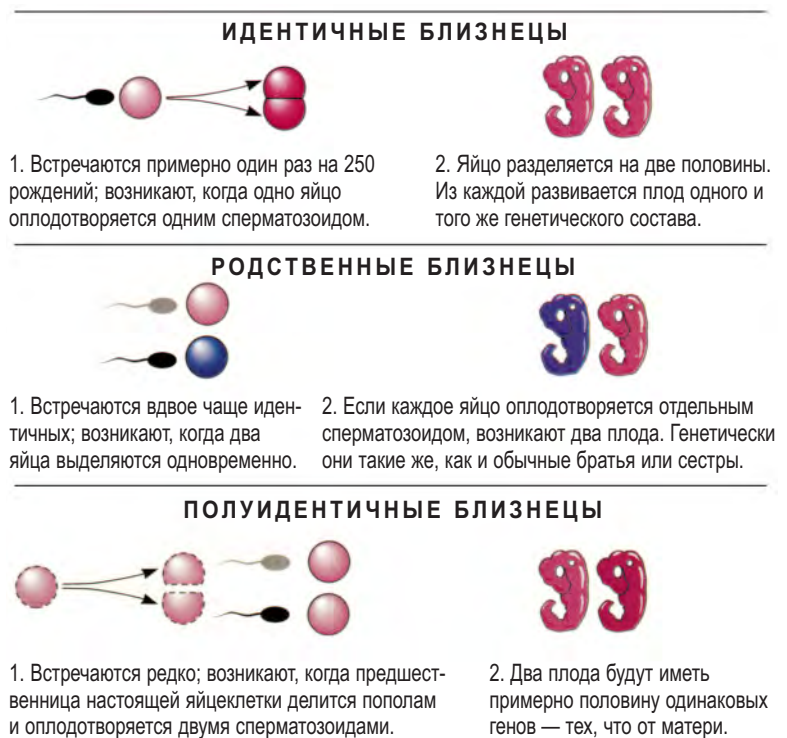 ИДЕНТИЧНЫЕ БЛИЗНЕЦЫ
1. Встречаются примерно один раз на 250
рождений; возникают, когда одно яйцо
оплодотворяется одним сперматозоидом.
2. Яйцо разделяется на две половины.
Из каждой развивается плод одного и
того же генетического состава.
РОДСТВЕННЫЕ БЛИЗНЕЦЫ
1. Встречаются вдвое чаще иден-
тичных; возникают, когда два
яйца выделяются одновременно.
2. Если каждое яйцо оплодотворяется отдельным
сперматозоидом, возникают два плода. Генетически
они такие же, как и обычные братья или сестры.
ПОЛУИДЕНТИЧНЫЕ БЛИЗНЕЦЫ
1. Встречаются редко; возникают, когда предшест-
венница настоящей яйцеклетки делится пополам
и оплодотворяется двумя сперматозоидами.
2. Два плода будут иметь
примерно половину одинаковых
генов — тех, что от матери.